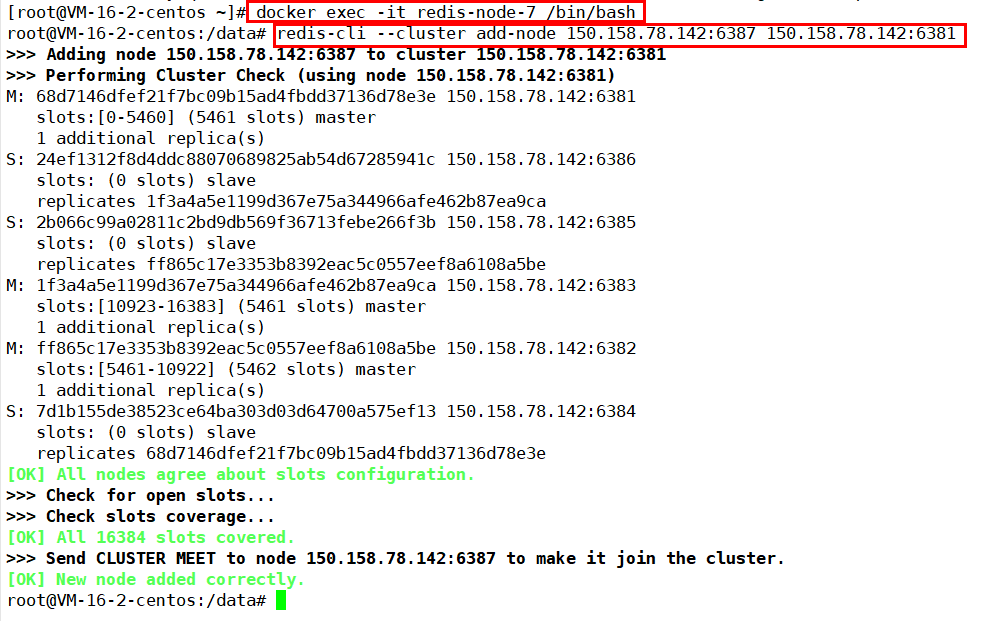 [root@VM-16-2-centos ~]# docker exec -it redis-node-7 /bin/bash
root@VM-16-2-centos:/data# redis-cli --cluster add-node 150.158.78.142:6387 150.158.78.142:6381
>>> Adding node 150.158.78.142:6387 to cluster 150.158.78.142:6381
>>> Performing Cluster Check (using node 150.158.78.142:6381)
M: 68d7146dfef21f7bc09b15ad4fbdd37136d78e3e 150.158.78.142:6381
   slots:[0-5460] (5461 slots) master
   1 additional replica(s)
S: 24ef1312f8d4ddc88070689825ab54d67285941c 150.158.78.142:6386
   slots: (0 slots) slave
   replicates 1f3a4a5e1199d367e75a344966afe462b87ea9ca
S: 2b066c99a02811c2bd9db569f36713febe266f3b 150.158.78.142:6385
   slots: (0 slots) slave
   replicates ff865c17e3353b8392eac5c0557eef8a6108a5be
M: 1f3a4a5e1199d367e75a344966afe462b87ea9ca 150.158.78.142:6383
   slots:[10923-16383] (5461 slots) master
   1 additional replica(s)
M: ff865c17e3353b8392eac5c0557eef8a6108a5be 150.158.78.142:6382
   slots:[5461-10922] (5462 slots) master
   1 additional replica(s)
S: 7d1b155de38523ce64ba303d03d64700a575ef13 150.158.78.142:6384
   slots: (0 slots) slave
   replicates 68d7146dfef21f7bc09b15ad4fbdd37136d78e3e
[OK] All nodes agree about slots configuration.
>>> Check for open slots...
>>> Check slots coverage...
[OK] All 16384 slots covered.
>>> Send CLUSTER MEET to node 150.158.78.142:6387 to make it join the cluster.
[OK] New node added correctly.
root@VM-16-2-centos:/data#